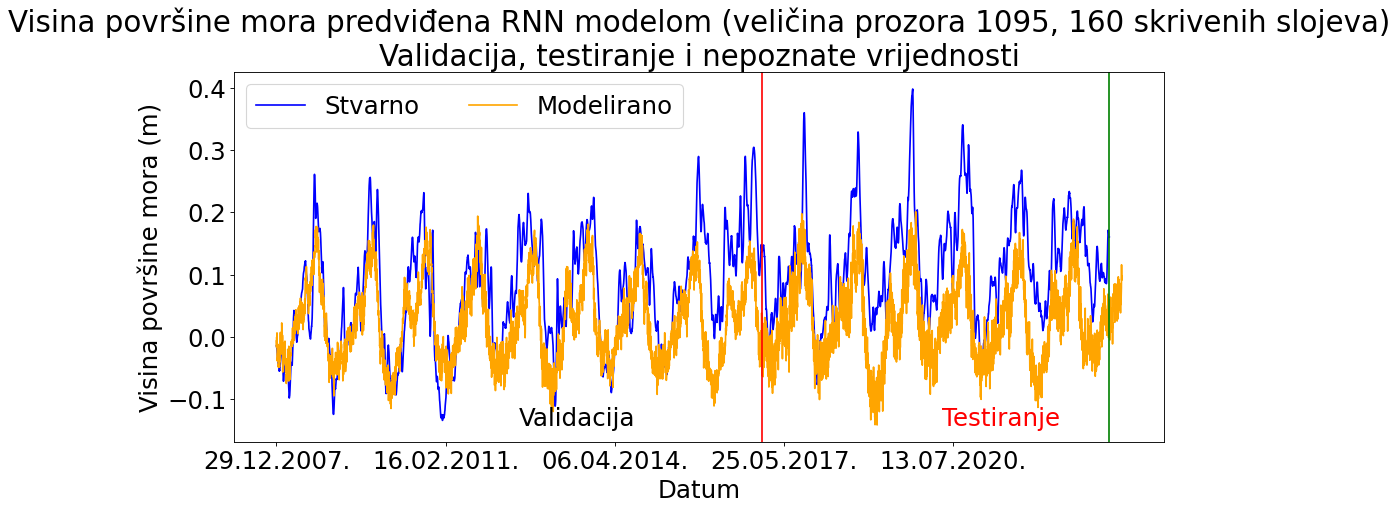 Visina površine mora predviđena RNN modelom (veličina prozora 1095, 160 skrivenih slojeva)
Validacija, testiranje i nepoznate vrijednosti
Stvarno
Modelirano
Visina površine mora (m)
0.4
0.3
0.2
0.1
0.0
−0.1
Validacija
Testiranje
29.12.2007.
16.02.2011.
06.04.2014.
25.05.2017.
13.07.2020.
Datum